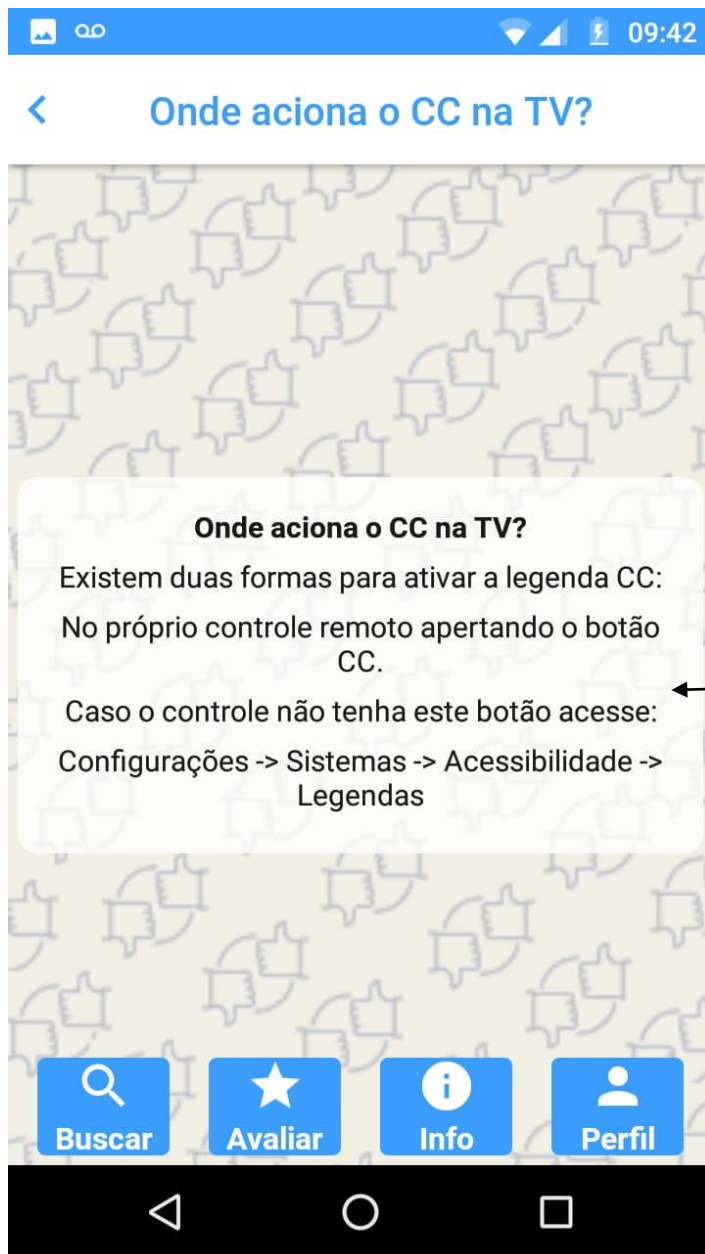 09:42
Onde aciona o CC na TV?
Onde aciona o CC na TV?
Existem duas formas para ativar a legenda CC:
No próprio controle remoto apertando o botão
CC.
Caso o controle não tenha este botão acesse:
Configurações -> Sistemas -> Acessibilidade ->
Legendas
Buscar
Avaliar
Info
Perfil